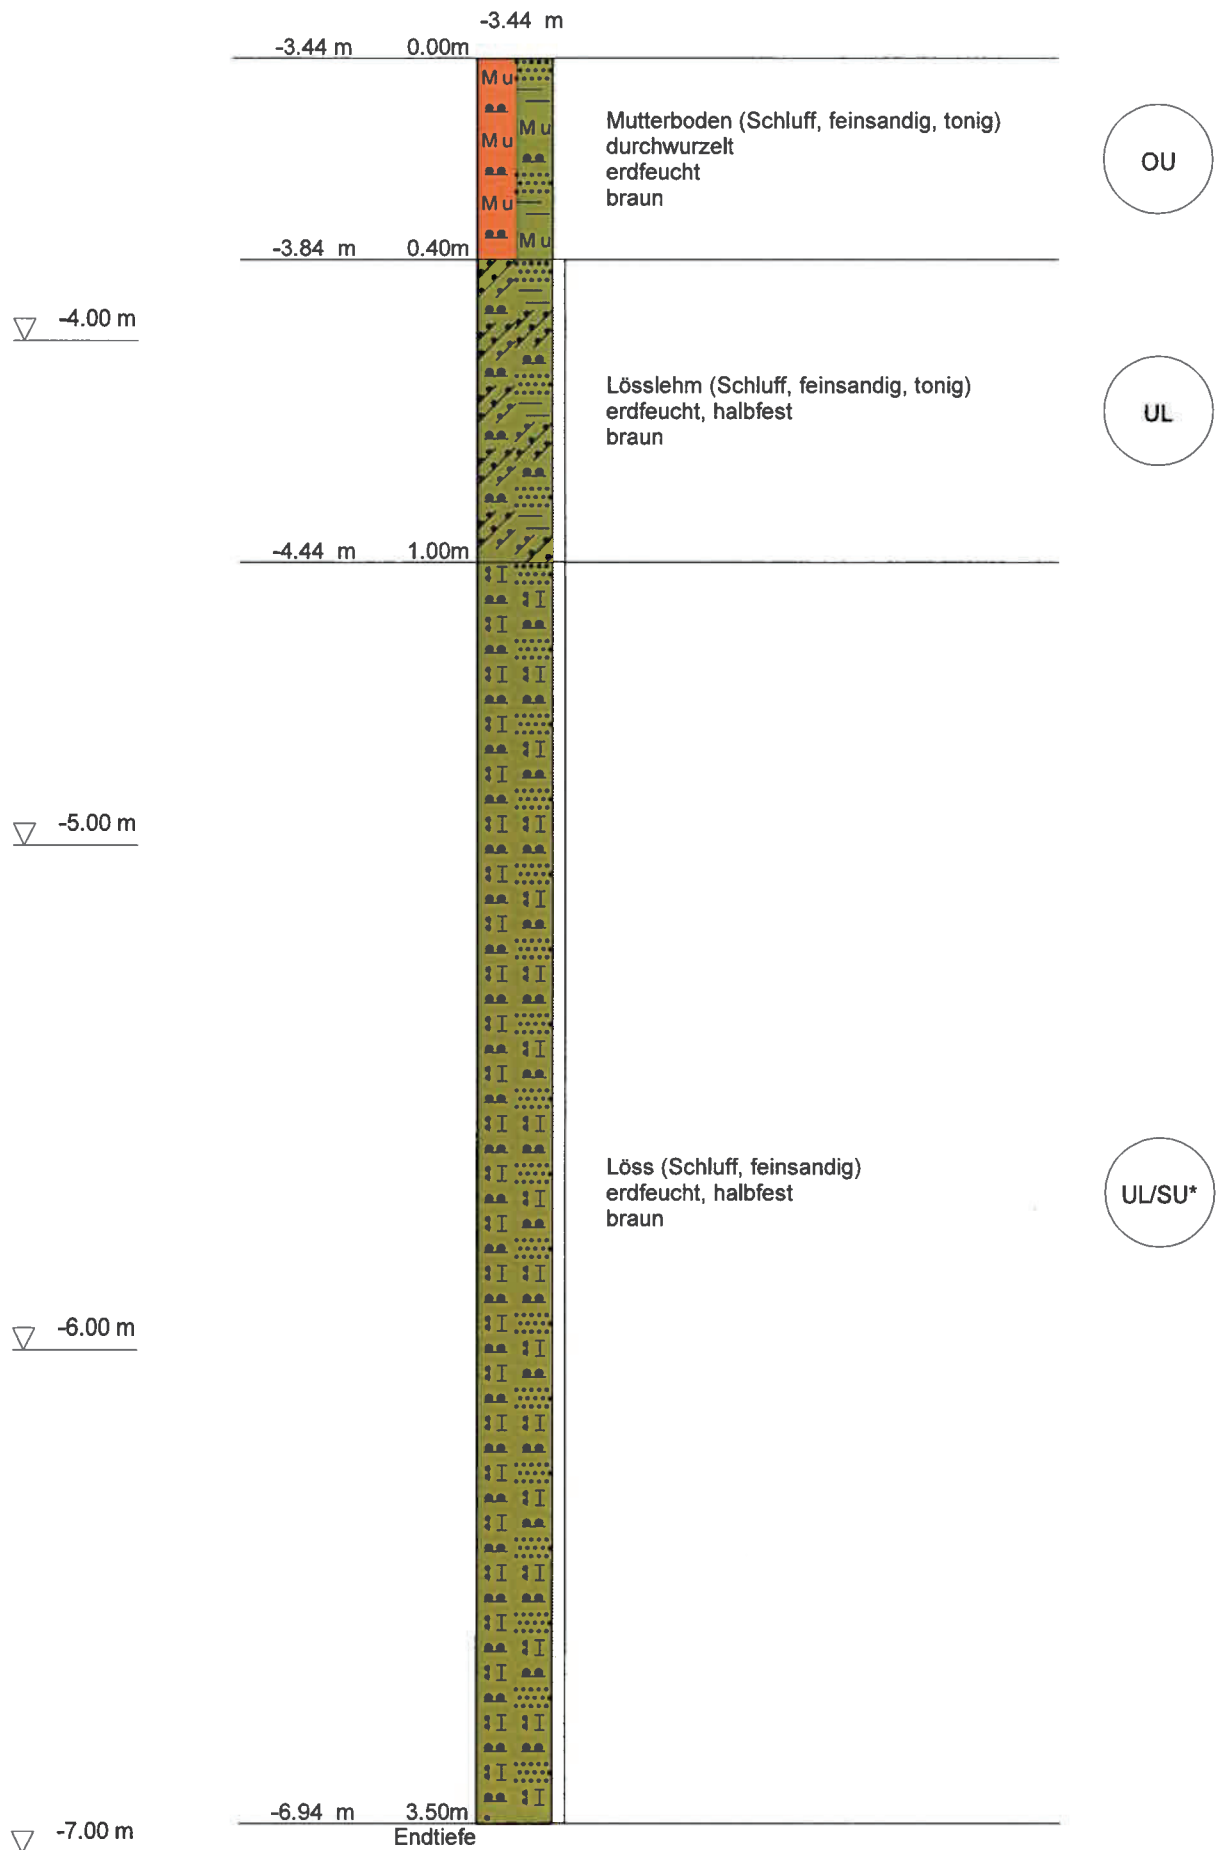 -3.44 m
-3.44 m 0.00m
Mu
Mu
Mu
Mu
Mu
Mutterboden (Schluff, feinsandig, tonig)
durchwurzelt
erdfeucht
braun
OU
-3.84 m 0.40m
-4.00 m
Lösslehm (Schluff, feinsandig, tonig)
erdfeucht, halbfest
braun
UL
-4.44 m 1.00m
-5.00 m
Löss (Schluff, feinsandig)
erdfeucht, halbfest
braun
UL/SU*
-6.00 m
-6.94 m 3.50m
Endtiefe
-7.00 m